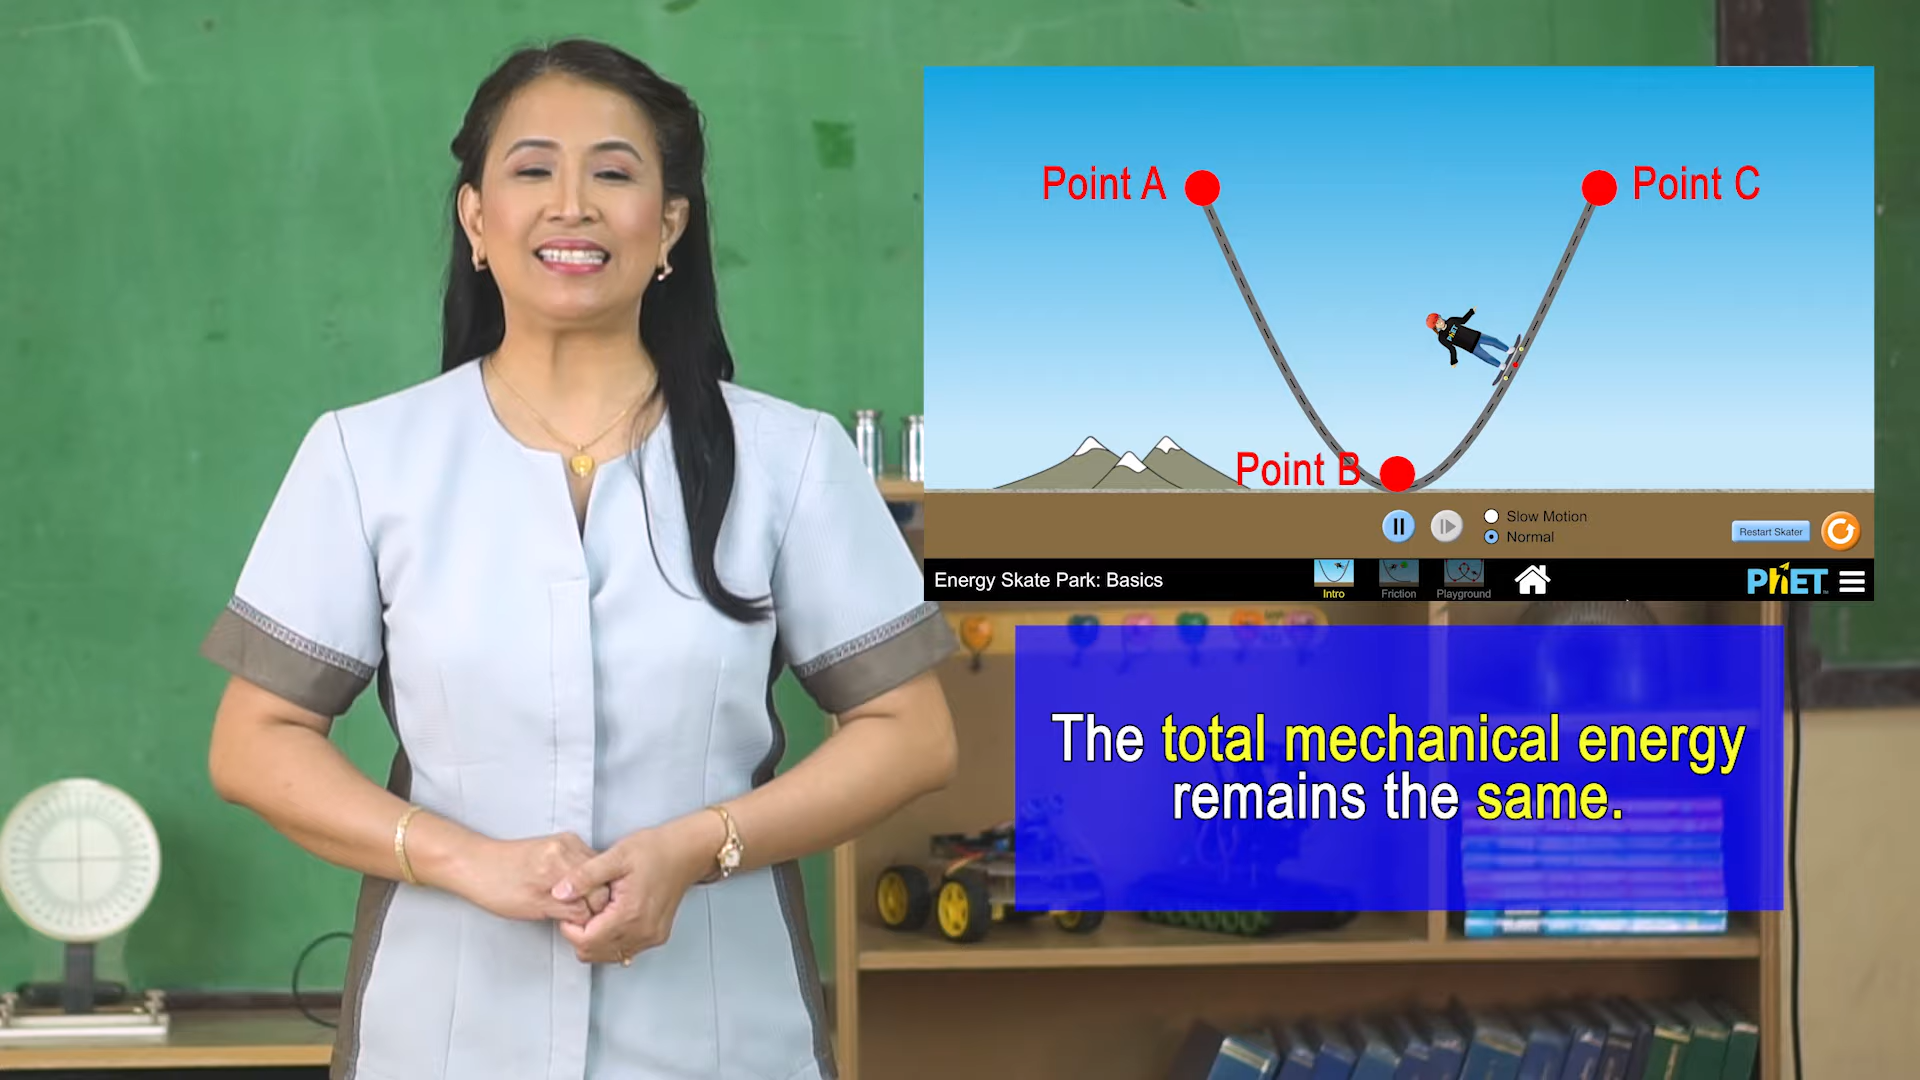 Point A
Point C
PhET
Point B
Slow Motion
Normal
Restart Skater
Energy Skate Park: Basics
Intro
Friction
Playground
PhET
The total mechanical energy
remains the same.